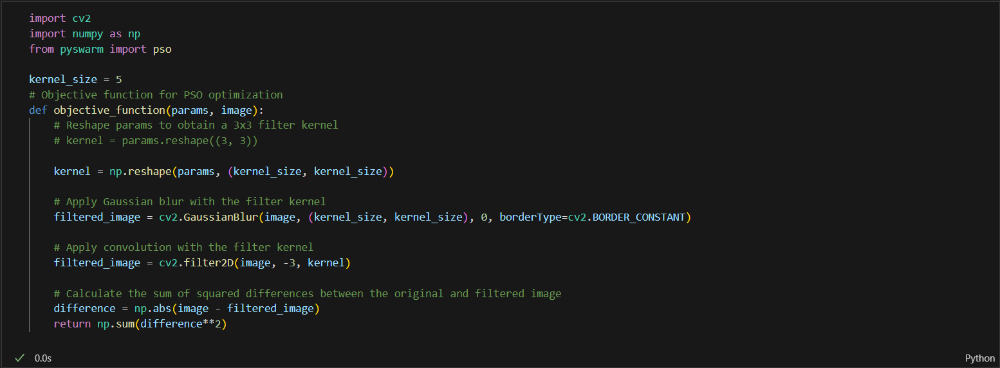 import cv2
import numpy as np
from pyswarm import pso
kernel_size = 5
# Objective function for PSO optimization
def objective_function(params, image):
# Reshape params to obtain a 3x3 filter kernel
# kernel = params.reshape((3, 3))
kernel = np.reshape(params, (kernel_size, kernel_size))
# Apply Gaussian blur with the filter kernel
filtered_image = cv2.GaussianBlur(image, (kernel_size, kernel_size), 0, borderType=cv2.BORDER_CONSTANT)
# Apply convolution with the filter kernel
filtered_image = cv2.filter2D(image, -3, kernel)
# Calculate the sum of squared differences between the original and filtered image
difference = np.abs(image - filtered_image)
return np.sum(difference**2)
0.0s Python